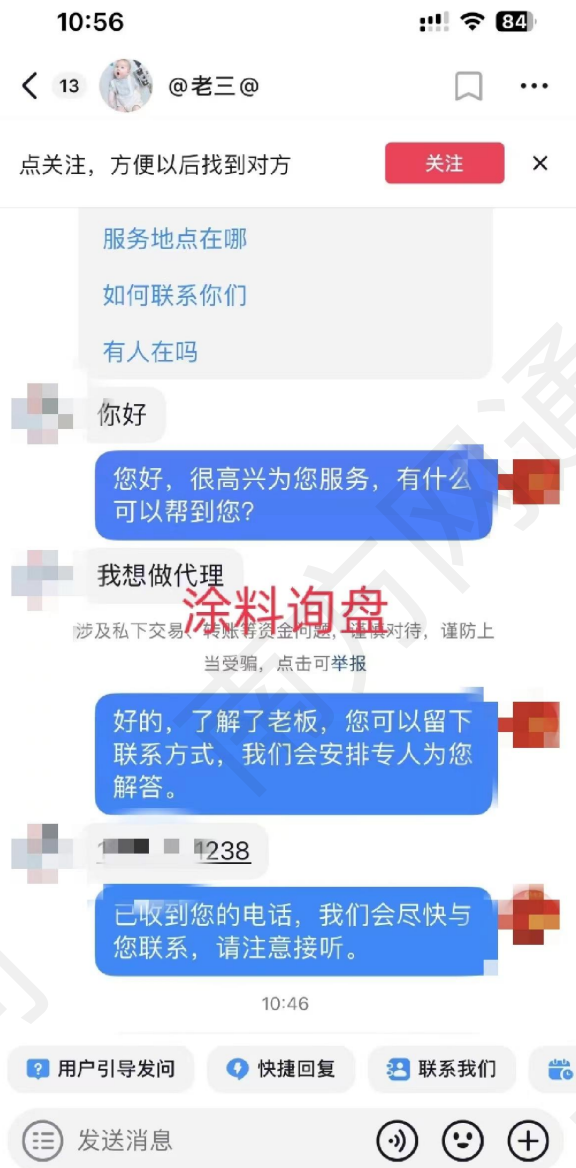 10:56
84
13
@老三@
点关注，方便以后找到对方
关注
服务地点在哪
如何联系你们
有人在吗
你好
您好，很高兴为您服务，有什么
可以帮到您？
我想做代理
涂料询盘
涉及私下交易、转账等资金问题，谨慎对待，谨防上
当受骗，点击可举报
好的，了解了老板，您可以留下
联系方式，我们会安排专人为您
解答。
1238
已收到您的电话，我们会尽快与
您联系，请注意接听。
10:46
用户引导发问
快捷回复
联系我们
发送消息
南方网通